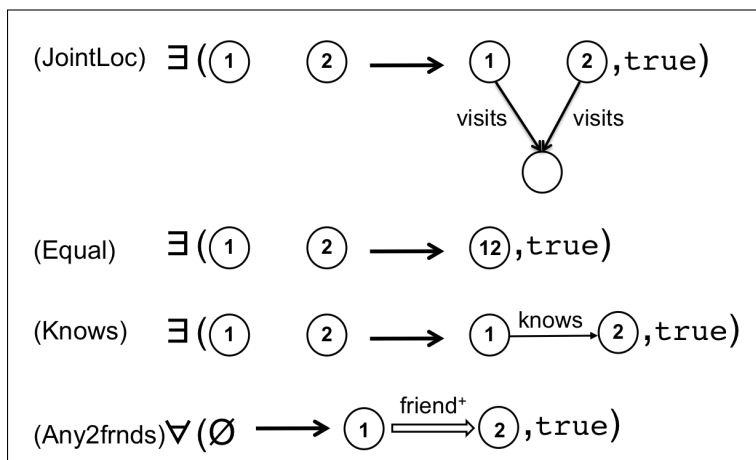 (JointLoc) ∃ ( 1 2 → 1 2 ,true)
visits visits
(Equal) ∃ ( 1 2 → 12 ,true)
knows
(Knows) ∃ ( 1 2 → 1 2 ,true)
friend⁺
(Any2frnds) ∀ (Ø → 1 ⇒ 2 ,true)